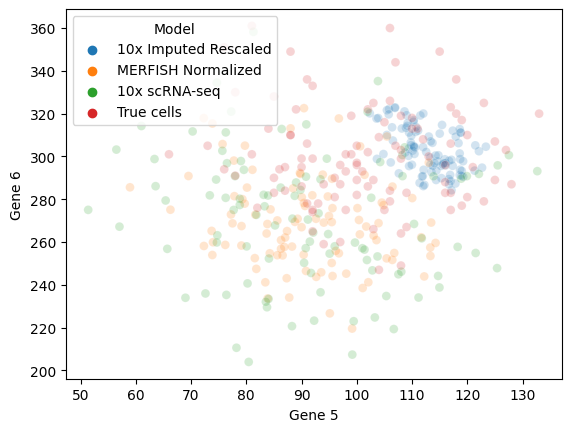 Model
10x Imputed Rescaled
MERFISH Normalized
10x scRNA-seq
True cells
360
340
320
300
280
260
240
220
200
Gene 6
50 60 70 80 90 100 110 120 130
Gene 5